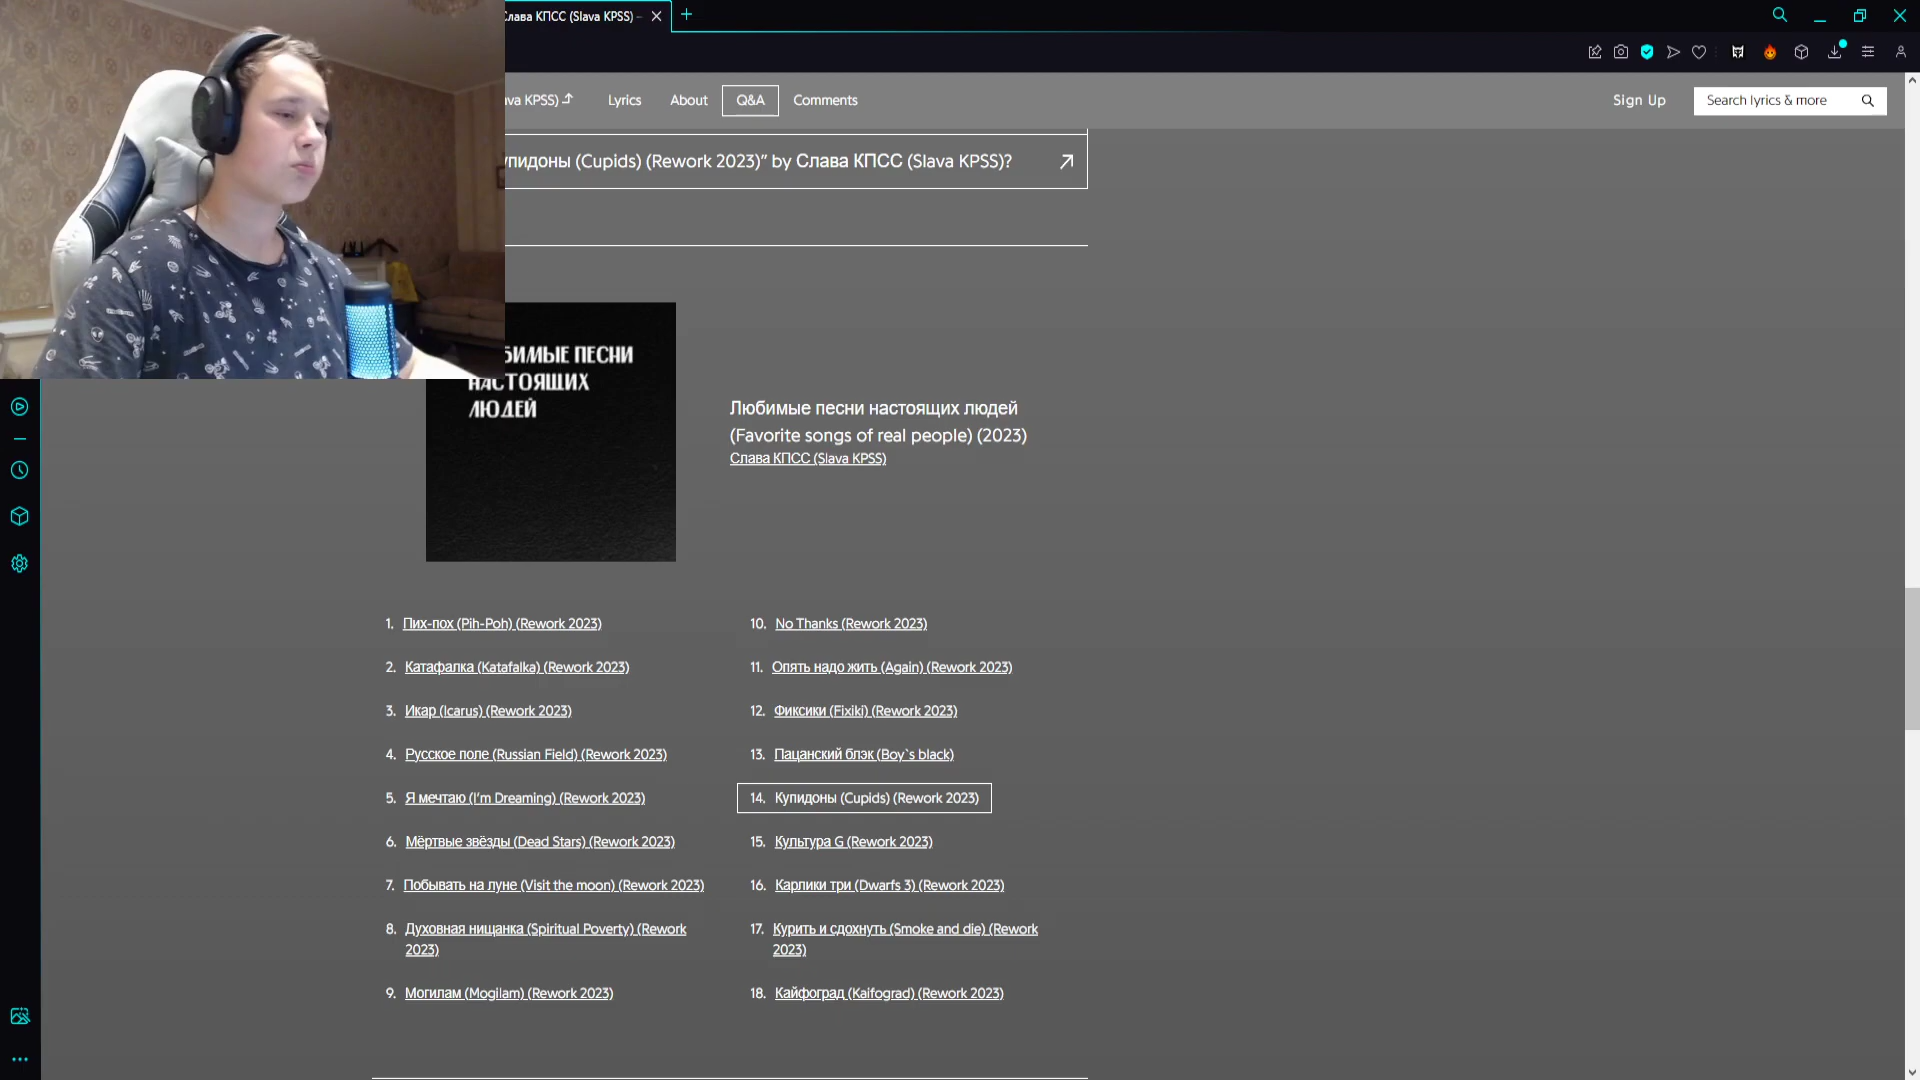 Слава КПСС (Slava KPSS) –
KPSS)
Lyrics
About
Q&A
Comments
Sign Up
Search lyrics & more
(Cupids) (Rework 2023)” by Слава КПСС (Slava KPSS)?
ПЕСНИ
НАСТОЯЩИХ
ЛЮДЕЙ
Любимые песни настоящих людей
(Favorite songs of real people) (2023)
Слава КПСС (Slava KPSS)
1. Пих-пох (Pih-Poh) (Rework 2023)
2. Катафалка (Katafalka) (Rework 2023)
3. Икар (Icarus) (Rework 2023)
4. Русское поле (Russian Field) (Rework 2023)
5. Я мечтаю (I’m Dreaming) (Rework 2023)
6. Мёртвые звёзды (Dead Stars) (Rework 2023)
7. Побывать на луне (Visit the moon) (Rework 2023)
8. Духовная нищанка (Spiritual Poverty) (Rework
2023)
9. Могилам (Mogilam) (Rework 2023)
10. No Thanks (Rework 2023)
11. Опять надо жить (Again) (Rework 2023)
12. Фиксики (Fixiki) (Rework 2023)
13. Пацанский блэк (Boy`s black)
14. Купидоны (Cupids) (Rework 2023)
15. Культура G (Rework 2023)
16. Карлики три (Dwarfs 3) (Rework 2023)
17. Курить и сдохнуть (Smoke and die) (Rework
2023)
18. Кайфоград (Kaifograd) (Rework 2023)